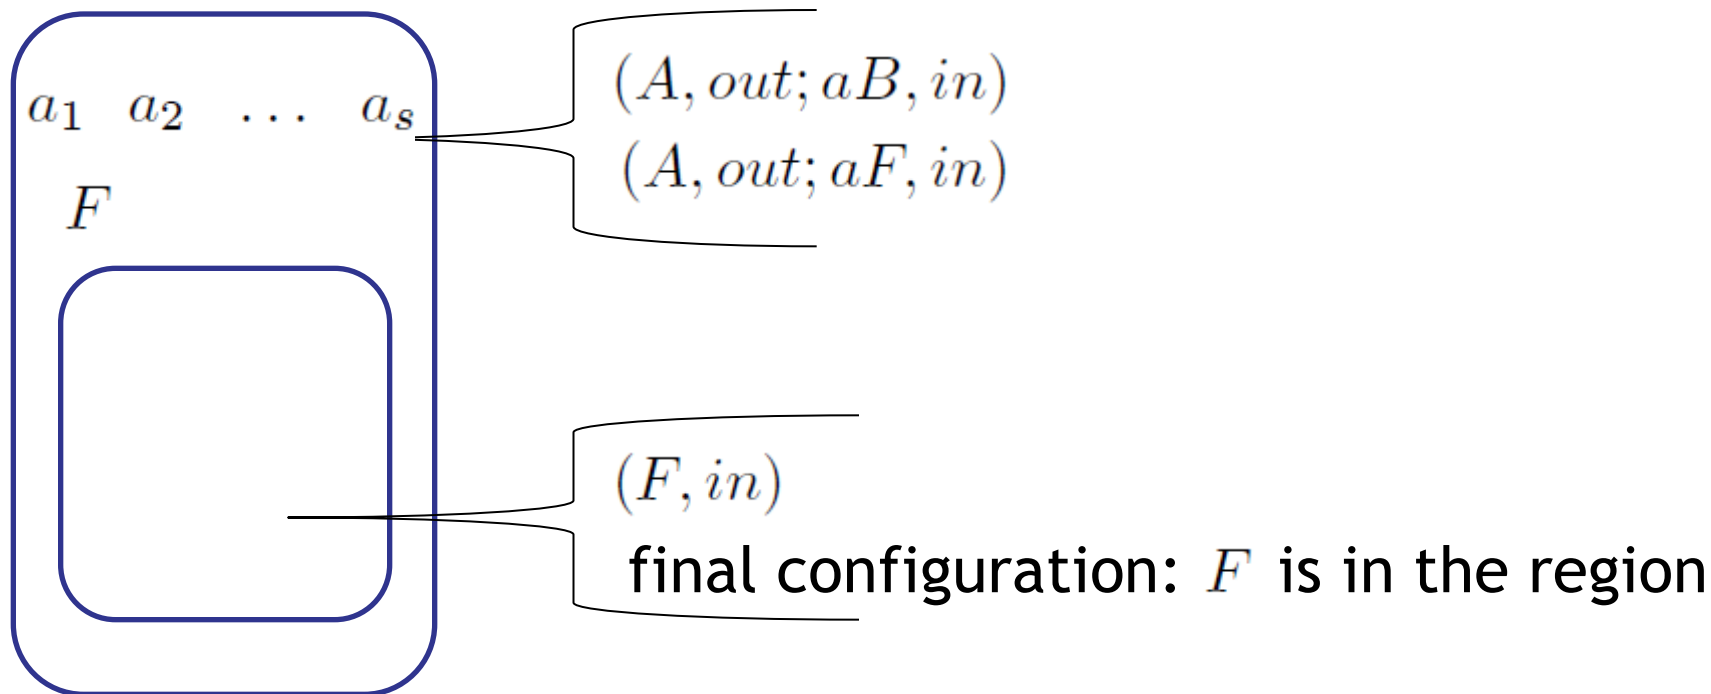 (A, out; aB, in)
a₁ a₂ … aₛ
(A, out; aF, in)
F
(F, in)
final configuration: F is in the region